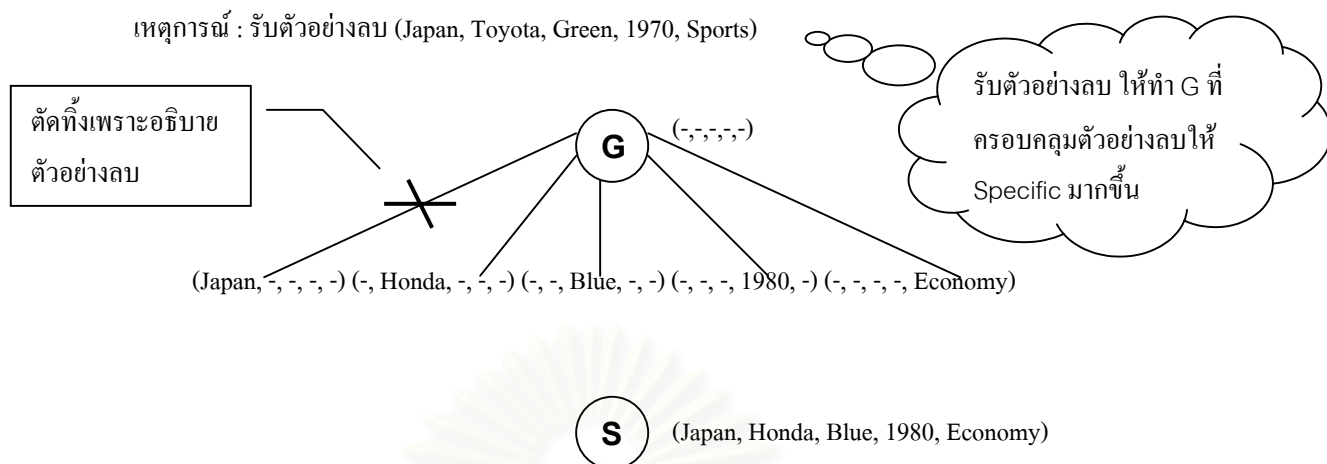 เหตุการณ์ : รับตัวอย่างลบ (Japan, Toyota, Green, 1970, Sports)
รับตัวอย่างลบ ให้ทำ G ที่
ครอบคลุมตัวอย่างลบให้
Specific มากขึ้น
ตัดทิ้งเพราะอธิบาย
ตัวอย่างลบ
G
(-,-,-,-,-)
(Japan, -, -, -, -) (-, Honda, -, -, -) (-, -, Blue, -, -) (-, -, -, 1980, -) (-, -, -, -, Economy)
S (Japan, Honda, Blue, 1980, Economy)